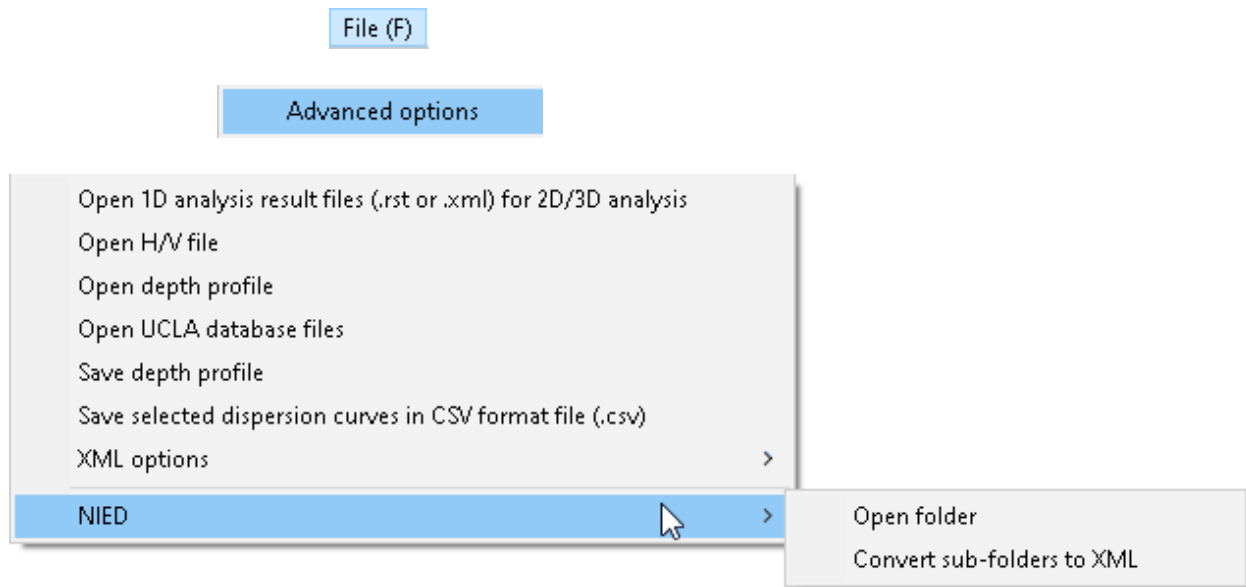 File (F)
Advanced options
Open 1D analysis result files (.rst or .xml) for 2D/3D analysis
Open H/V file
Open depth profile
Open UCLA database files
Save depth profile
Save selected dispersion curves in CSV format file (.csv)
XML options
NIED
Open folder
Convert sub-folders to XML